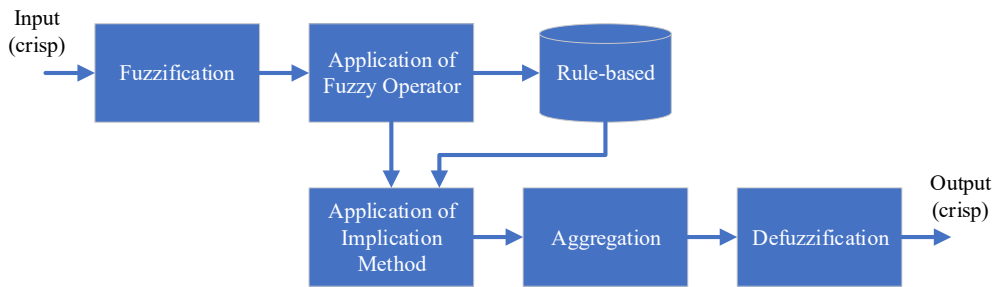 Input
(crisp)
Fuzzification
Application of
Fuzzy Operator
Rule-based
Application of
Implication
Method
Aggregation
Defuzzification
Output
(crisp)